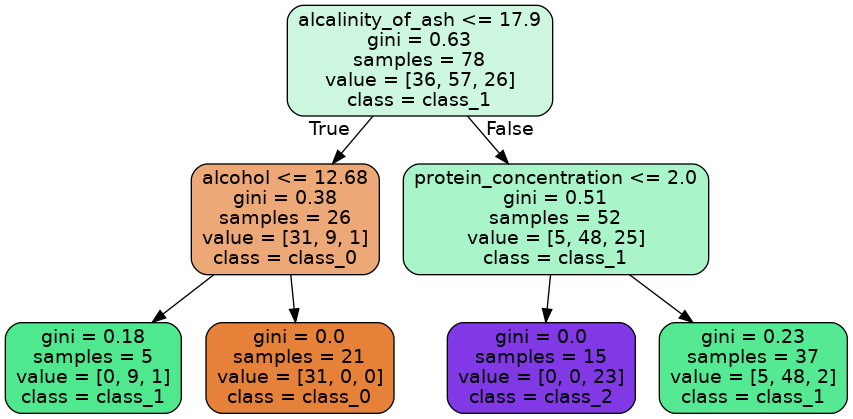 alcalinity_of_ash <= 17.9
gini = 0.63
samples = 78
value = [36, 57, 26]
class = class_1
True
False
alcohol <= 12.68
gini = 0.38
samples = 26
value = [31, 9, 1]
class = class_0
protein_concentration <= 2.0
gini = 0.51
samples = 52
value = [5, 48, 25]
class = class_1
gini = 0.18
samples = 5
value = [0, 9, 1]
class = class_1
gini = 0.0
samples = 21
value = [31, 0, 0]
class = class_0
gini = 0.0
samples = 15
value = [0, 0, 23]
class = class_2
gini = 0.23
samples = 37
value = [5, 48, 2]
class = class_1